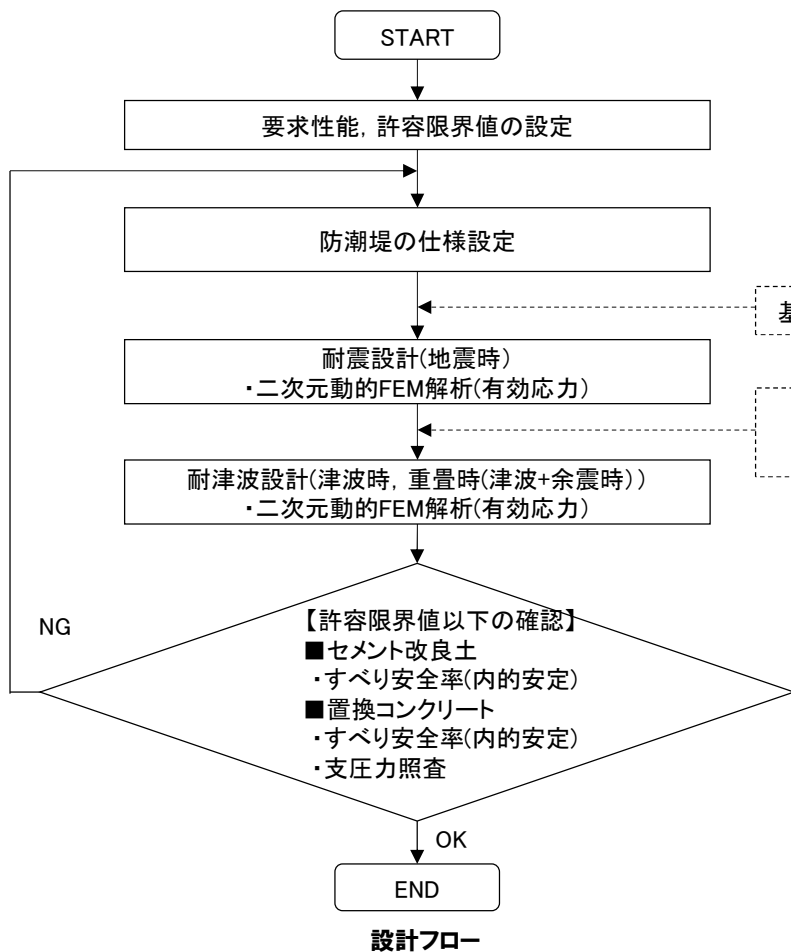 START
要求性能，許容限界値の設定
防潮堤の仕様設定
基
耐震設計(地震時)
・二次元動的FEM解析(有効応力)
耐津波設計(津波時，重畳時(津波+余震時))
・二次元動的FEM解析(有効応力)
【許容限界値以下の確認】
NG
■セメント改良土
・すべり安全率(内的安定)
■置換コンクリート
・すべり安全率(内的安定)
・支圧力照査
OK
END
設計フロー